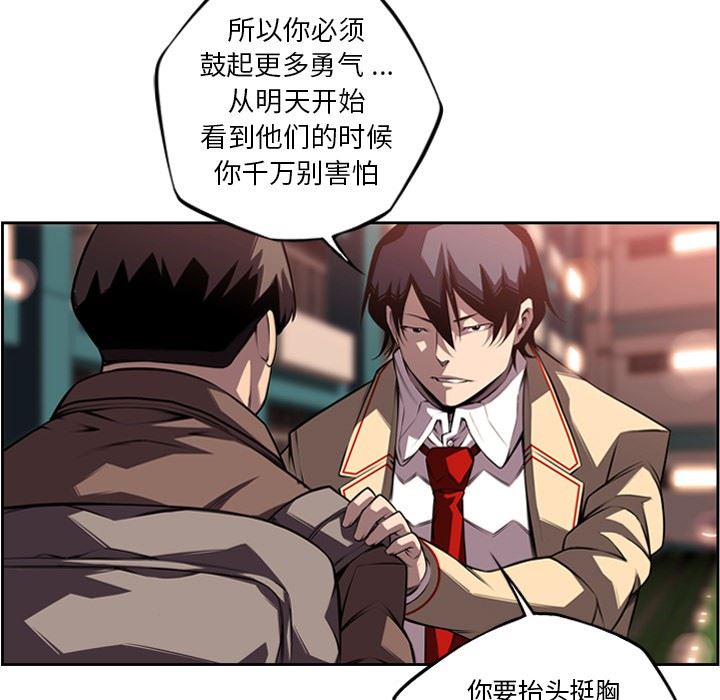 所以你必须
鼓起更多勇气 ...
从明天开始
看到他们的时候
你千万别害怕
你要抬头挺胸